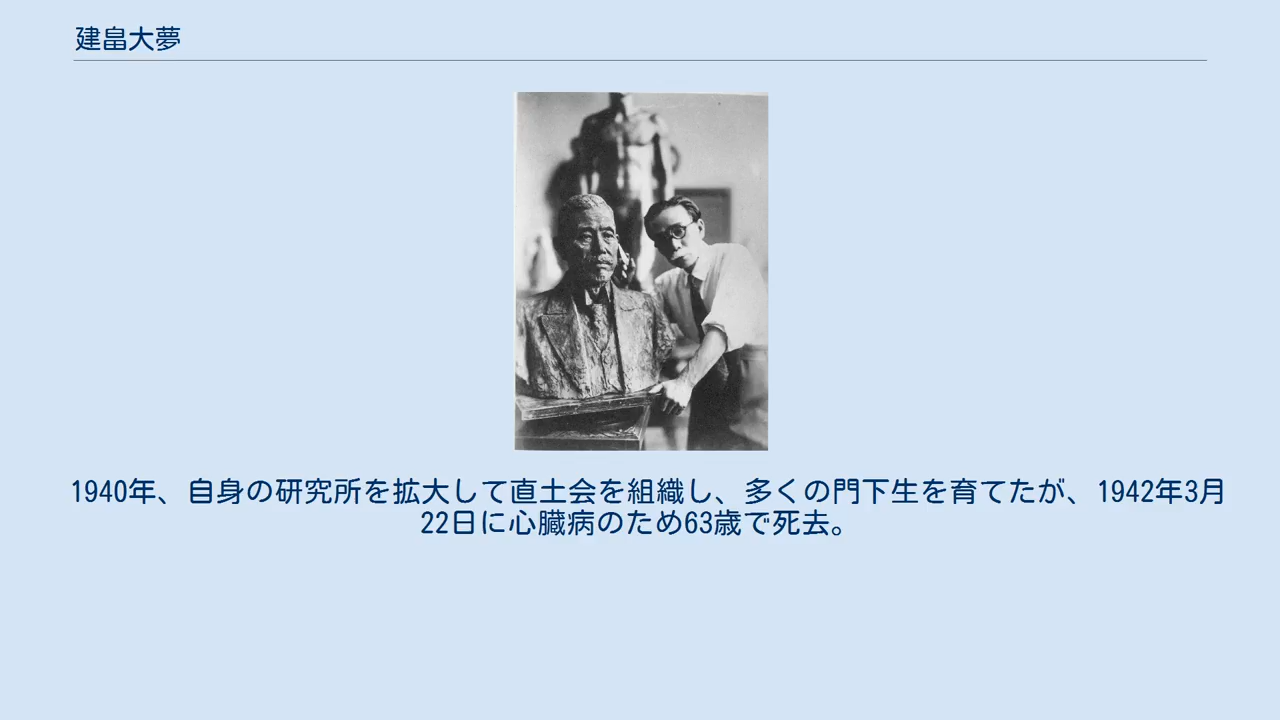 建畠大夢
1940年、自身の研究所を拡大して直土会を組織し、多くの門下生を育てたが、1942年3月
22日に心臓病のため63歳で死去。